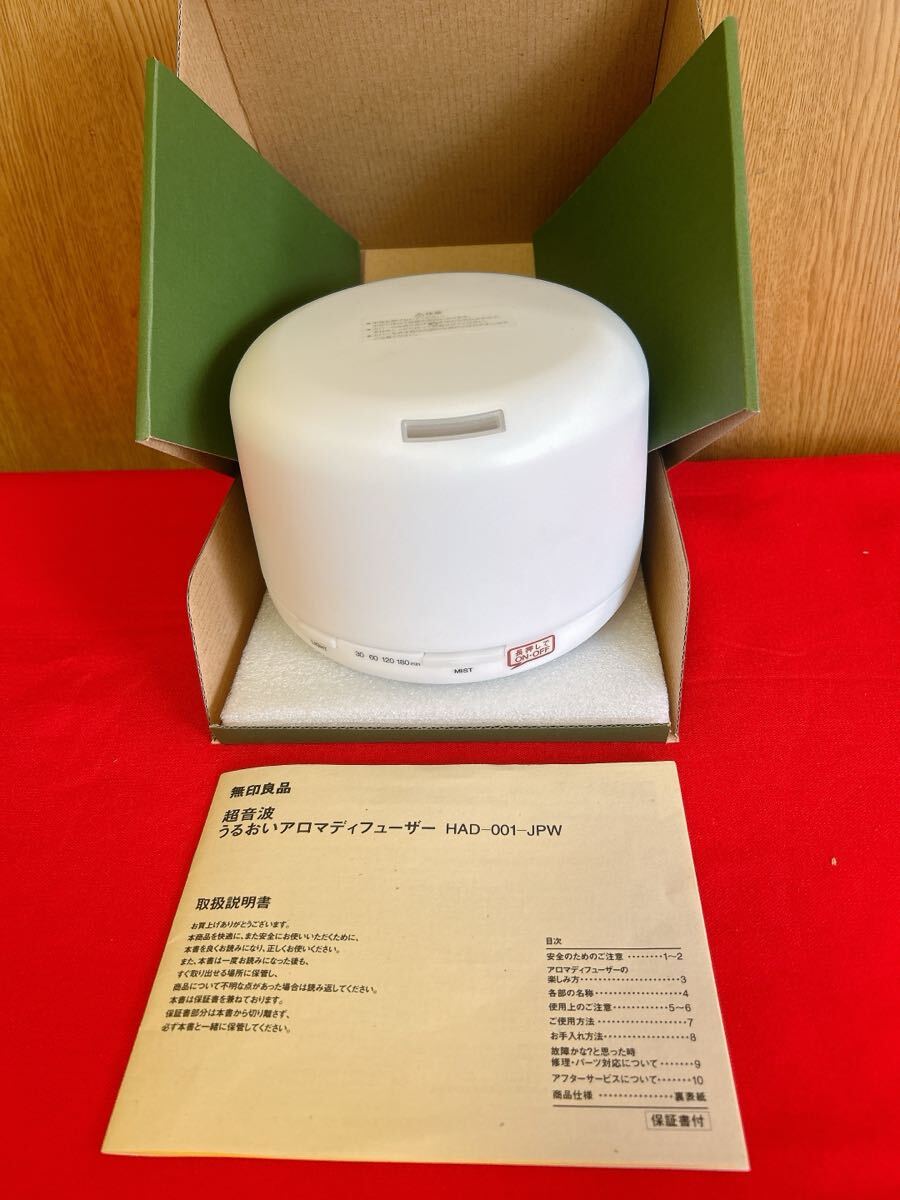 LIGHT
30 60 120 180min
MIST
長押しで
ON・OFF
無印良品
超音波
うるおいアロマディフューザー HAD-001-JPW
取扱説明書
お買上げありがとうございます。
本商品を快適に、また安全にお使いいただくために、
本書を良くお読みになり、正しくお使いください。
また、本書は一度お読みになった後も、
すぐ取り出せる場所に保管し、
商品について不明な点があった場合は読み返してください。
本書は保証書を兼ねております。
保証書部分は本書から切り離さず、
必ず本書と一緒に保管してください。
目次
安全のためのご注意 ········1~2
アロマディフューザーの
楽しみ方··················3
各部の名称················4
使用上のご注意··········5~6
ご使用方法················7
お手入れ方法··············8
故障かな?と思った時
修理・パーツ対応について·······9
アフターサービスについて·······10
商品仕様 ···············裏表紙
保証書付